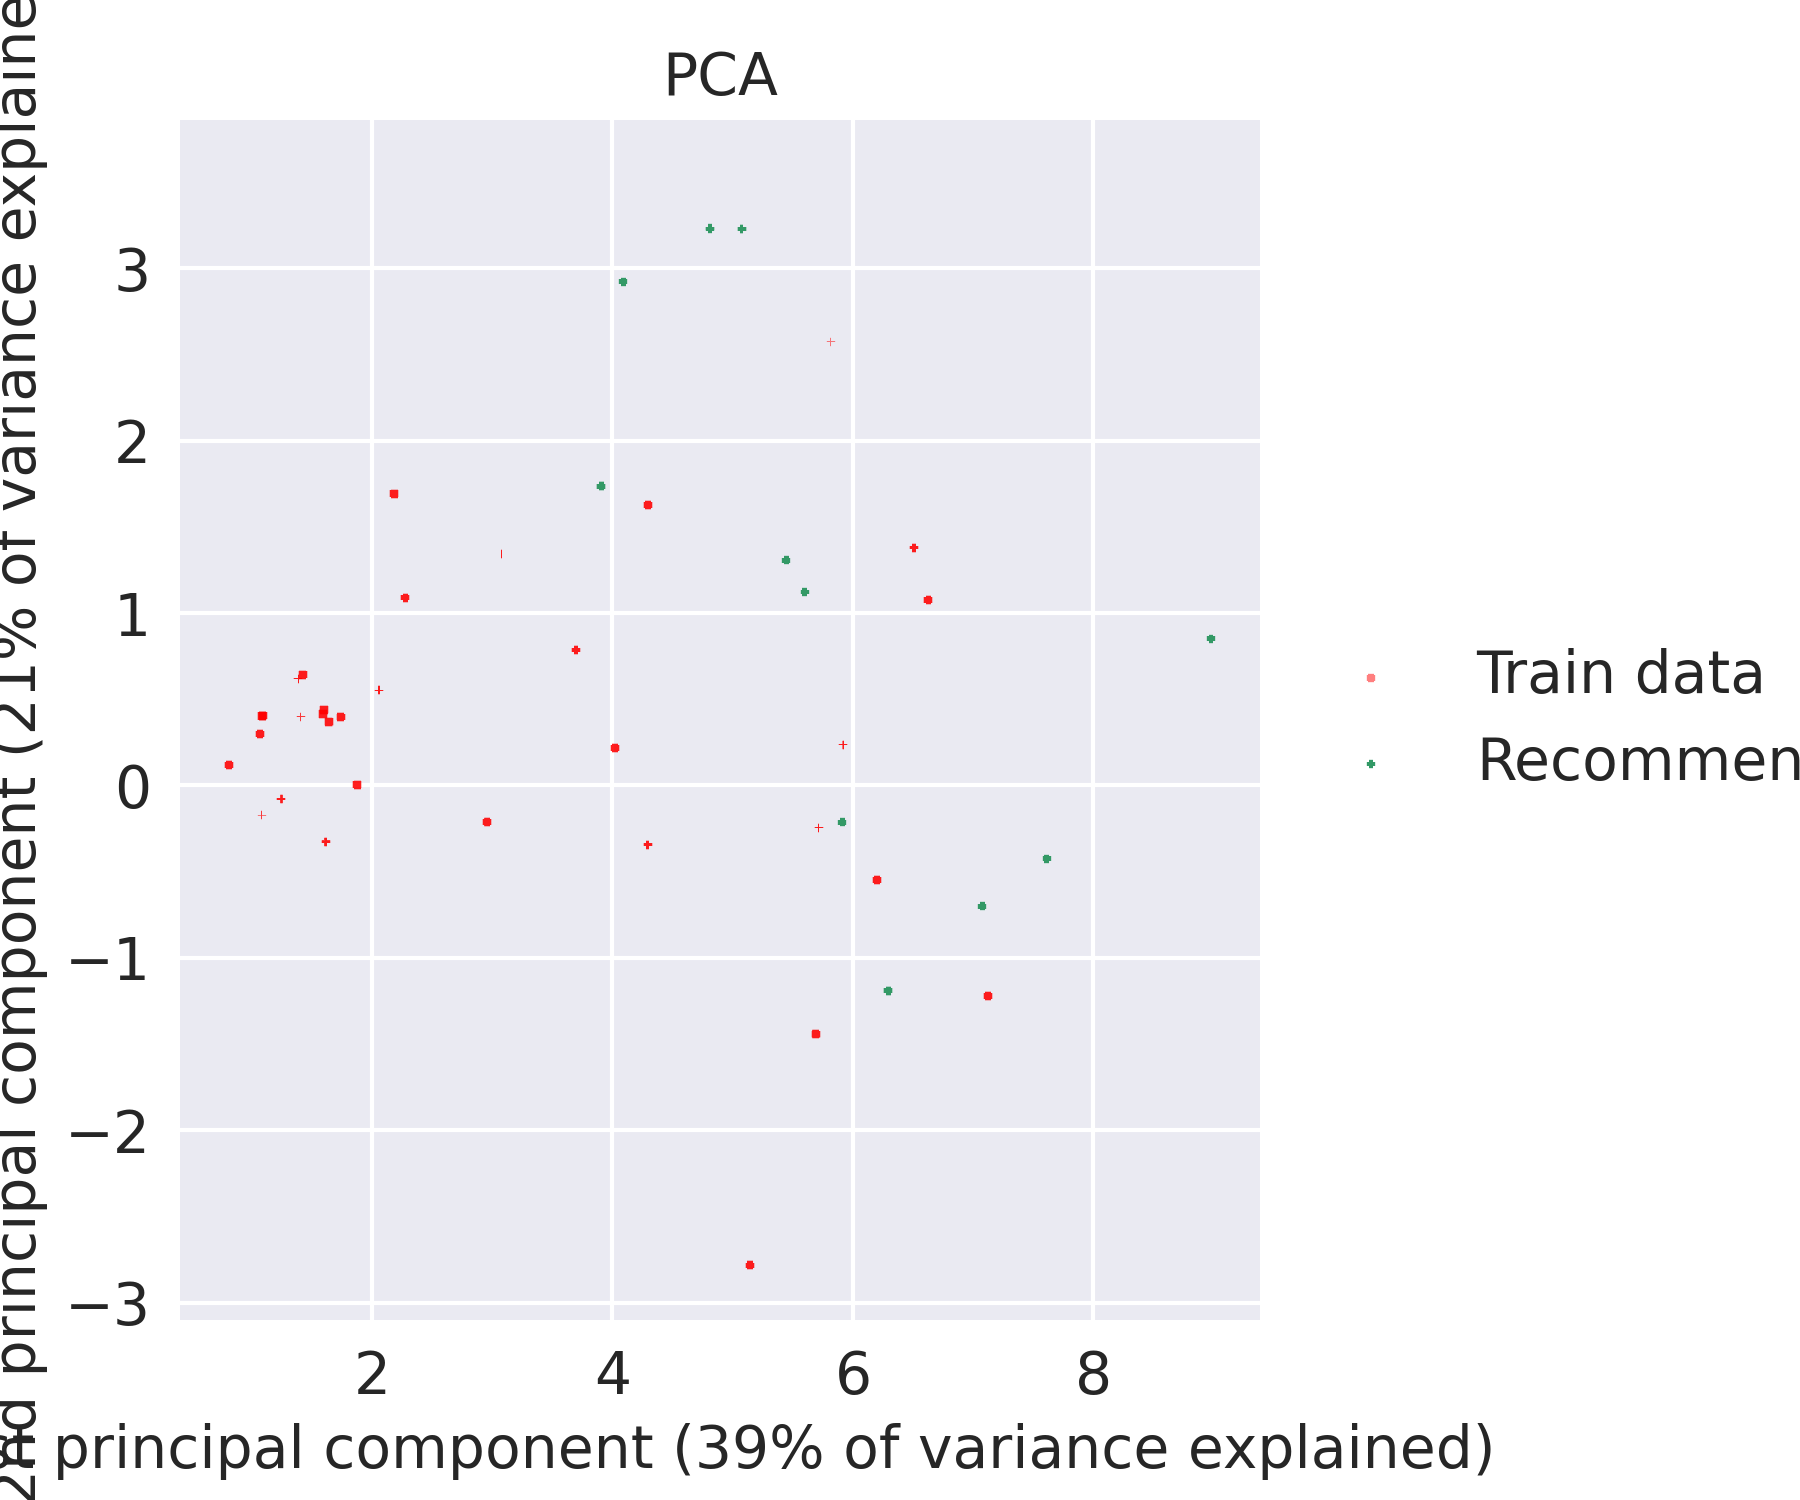 PCA
2nd principal component (21% of variance explaine
3
2
1
0
−1
−2
−3
2
4
6
8
principal component (39% of variance explained)
Train data
Recommen